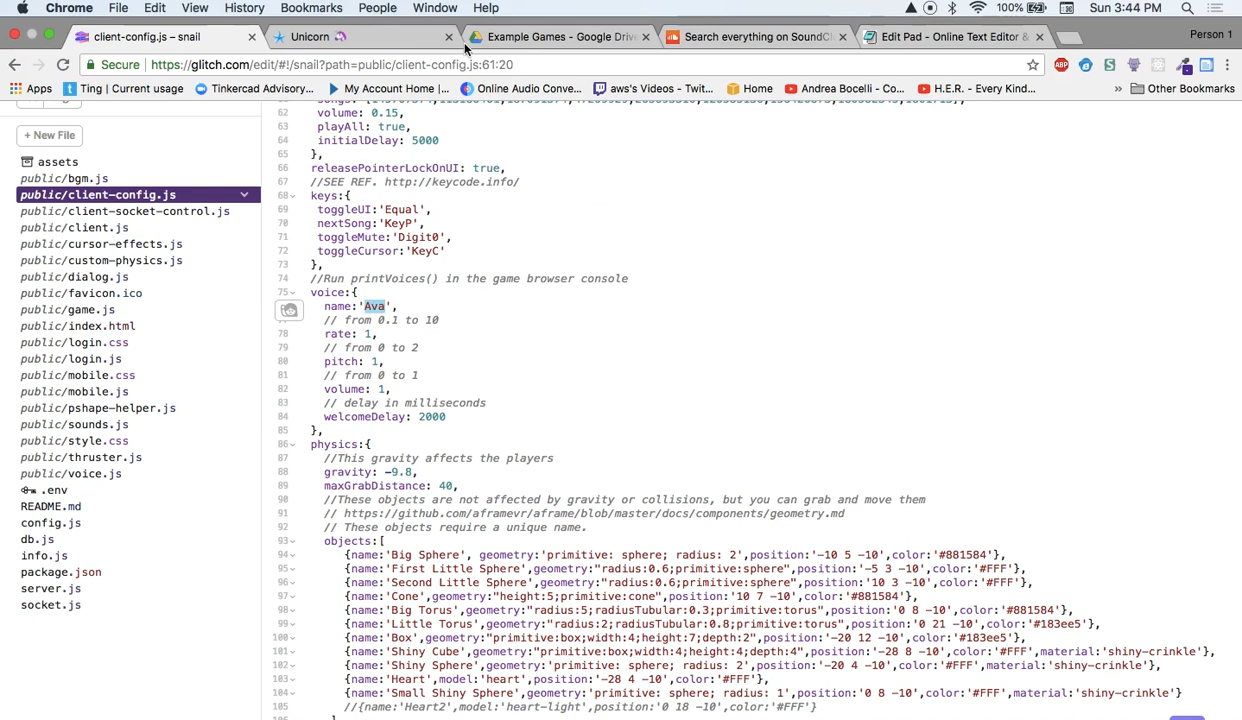 Chrome File Edit View History Bookmarks People Window Help 100% Sun 3:44 PM
client-config.js – snail × Unicorn × Example Games - Google Drive × Search everything on SoundCl × Edit Pad - Online Text Editor & × Person 1
Secure https://glitch.com/edit/#!/snail?path=public/client-config.js:61:20
Apps Ting | Current usage Tinkercad Advisory... My Account Home |... Online Audio Conve... aws's Videos - Twit... Home Andrea Bocelli - Co... H.E.R. - Every Kind... » Other Bookmarks
+ New File
assets
public/bgm.js
public/client-config.js
public/client-socket-control.js
public/client.js
public/cursor-effects.js
public/custom-physics.js
public/dialog.js
public/favicon.ico
public/game.js
public/index.html
public/login.css
public/login.js
public/mobile.css
public/mobile.js
public/pshape-helper.js
public/sounds.js
public/style.css
public/thruster.js
public/voice.js
.env
README.md
config.js
db.js
info.js
package.json
server.js
socket.js
62 volume: 0.15,
63 playAll: true,
64 initialDelay: 5000
65 },
66 releasePointerLockOnUI: true,
67 //SEE REF. http://keycode.info/
68 keys:{
69 toggleUI:'Equal',
70 nextSong:'KeyP',
71 toggleMute:'Digit0',
72 toggleCursor:'KeyC'
73 },
74 //Run printVoices() in the game browser console
75 voice:{
name:'Ava',
// from 0.1 to 10
78 rate: 1,
79 // from 0 to 2
80 pitch: 1,
81 // from 0 to 1
82 volume: 1,
83 // delay in milliseconds
84 welcomeDelay: 2000
85 },
86 physics:{
87 //This gravity affects the players
88 gravity: -9.8,
89 maxGrabDistance: 40,
90 //These objects are not affected by gravity or collisions, but you can grab and move them
91 // https://github.com/aframevr/aframe/blob/master/docs/components/geometry.md
92 // These objects require a unique name.
93 objects:[
94 {name:'Big Sphere', geometry:'primitive: sphere; radius: 2',position:'-10 5 -10',color:'#881584'},
95 {name:'First Little Sphere',geometry:"radius:0.6;primitive:sphere",position:'-5 3 -10',color:'#FFF'},
96 {name:'Second Little Sphere',geometry:"radius:0.6;primitive:sphere",position:'10 3 -10',color:'#FFF'},
97 {name:'Cone',geometry:"height:5;primitive:cone",position:'10 7 -10',color:'#881584'},
98 {name:'Big Torus',geometry:"radius:5;radiusTubular:0.3;primitive:torus",position:'0 8 -10',color:'#881584'},
99 {name:'Little Torus',geometry:"radius:2;radiusTubular:0.8;primitive:torus",position:'0 21 -10',color:'#183ee5'},
100 {name:'Box',geometry:"primitive:box;width:4;height:7;depth:2",position:'-20 12 -10',color:'#183ee5'},
101 {name:'Shiny Cube',geometry:"primitive:box;width:4;height:4;depth:4",position:'-28 8 -10',color:'#FFF',material:'shiny-crinkle'},
102 {name:'Shiny Sphere',geometry:'primitive: sphere; radius: 2',position:'-20 4 -10',color:'#FFF',material:'shiny-crinkle'},
103 {name:'Heart',model:'heart',position:'-28 4 -10',color:'#FFF'},
104 {name:'Small Shiny Sphere',geometry:'primitive: sphere; radius: 1',position:'0 8 -10',color:'#FFF',material:'shiny-crinkle'}
105 //{name:'Heart2',model:'heart-light',position:'0 18 -10',color:'#FFF'}
]